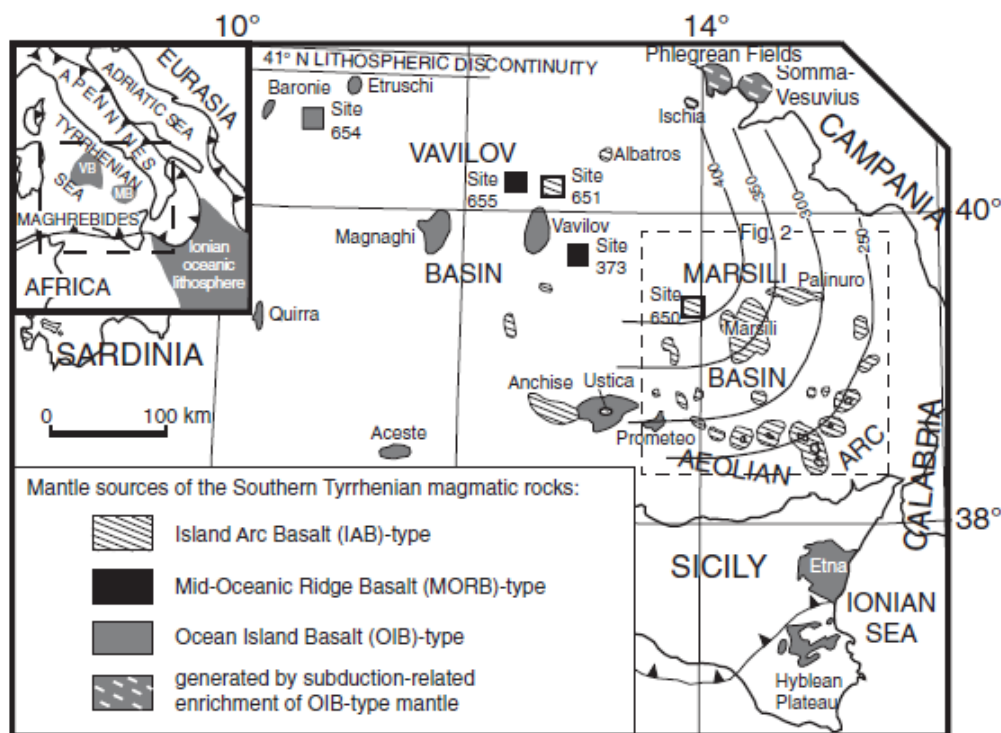 10°
14°
EURASIA
ADRIATIC SEA
APENNINES
TYRRHENIAN
SEA
VB
MB
MAGHREBIDES
Ionian
oceanic
lithosphere
AFRICA
41° N LITHOSPHERIC DISCONTINUITY
Baronie
Etruschi
Site
654
Phlegrean Fields
Somma-
Vesuvius
Ischia
CAMPANIA
VAVILOV
Albatros
Site
655
Site
651
400
350
300
250
40°
Magnaghi
Vavilov
Site
373
Fig. 2
BASIN
MARSILI
Palinuro
Site
650
Marsili
Quirra
SARDINIA
BASIN
0
100 km
Anchise
Ustica
Prometeo
Aceste
AEOLIAN
ARC
CALABRIA
38°
Mantle sources of the Southern Tyrrhenian magmatic rocks:
Island Arc Basalt (IAB)-type
Mid-Oceanic Ridge Basalt (MORB)-type
Ocean Island Basalt (OIB)-type
generated by subduction-related
enrichment of OIB-type mantle
SICILY
Etna
IONIAN
SEA
Hyblean
Plateau